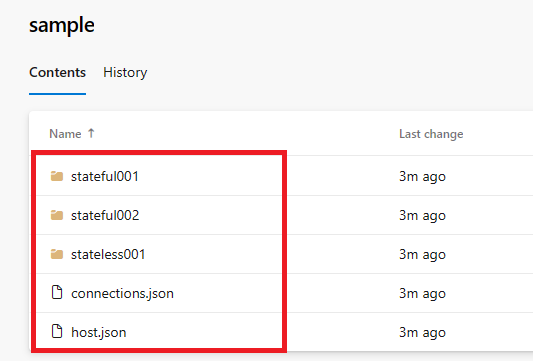 sample
Contents History
Name ↑ Last change
stateful001 3m ago
stateful002 3m ago
stateless001 3m ago
connections.json 3m ago
host.json 3m ago